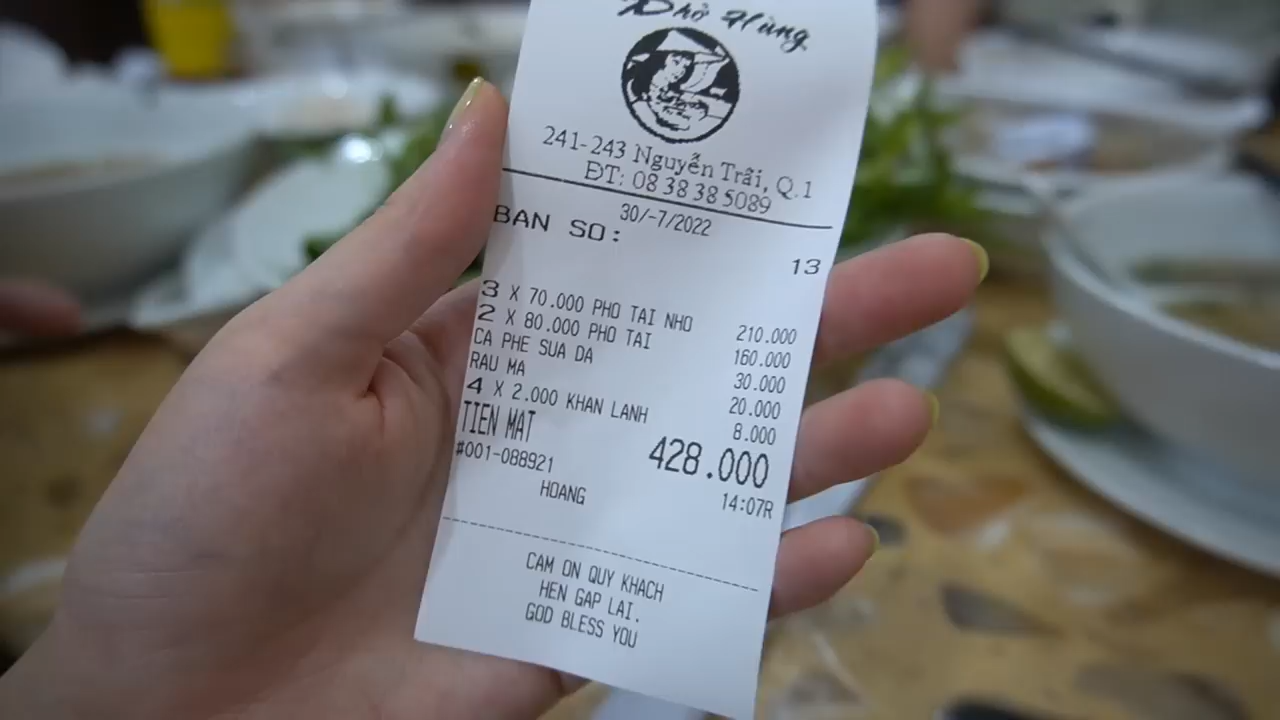 Phở Hùng
241-243 Nguyễn Trãi, Q.1
ĐT: 08 38 38 5089
30/-7/2022
BAN SO:
13
3 X 70.000 PHO TAI NHO 210.000
2 X 80.000 PHO TAI 160.000
CA PHE SUA DA 30.000
RAU MA 20.000
4 X 2.000 KHAN LANH 8.000
TIEN MAT 428.000
#001-088921 14:07R
HOANG
CAM ON QUY KHACH
HEN GAP LAI.
GOD BLESS YOU